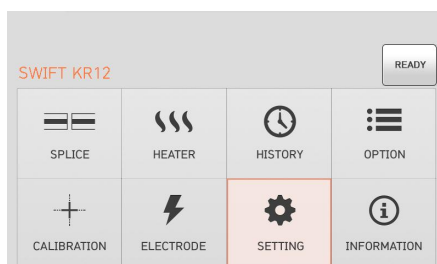 READY
SWIFT KR12
SPLICE
HEATER
HISTORY
OPTION
CALIBRATION
ELECTRODE
SETTING
INFORMATION